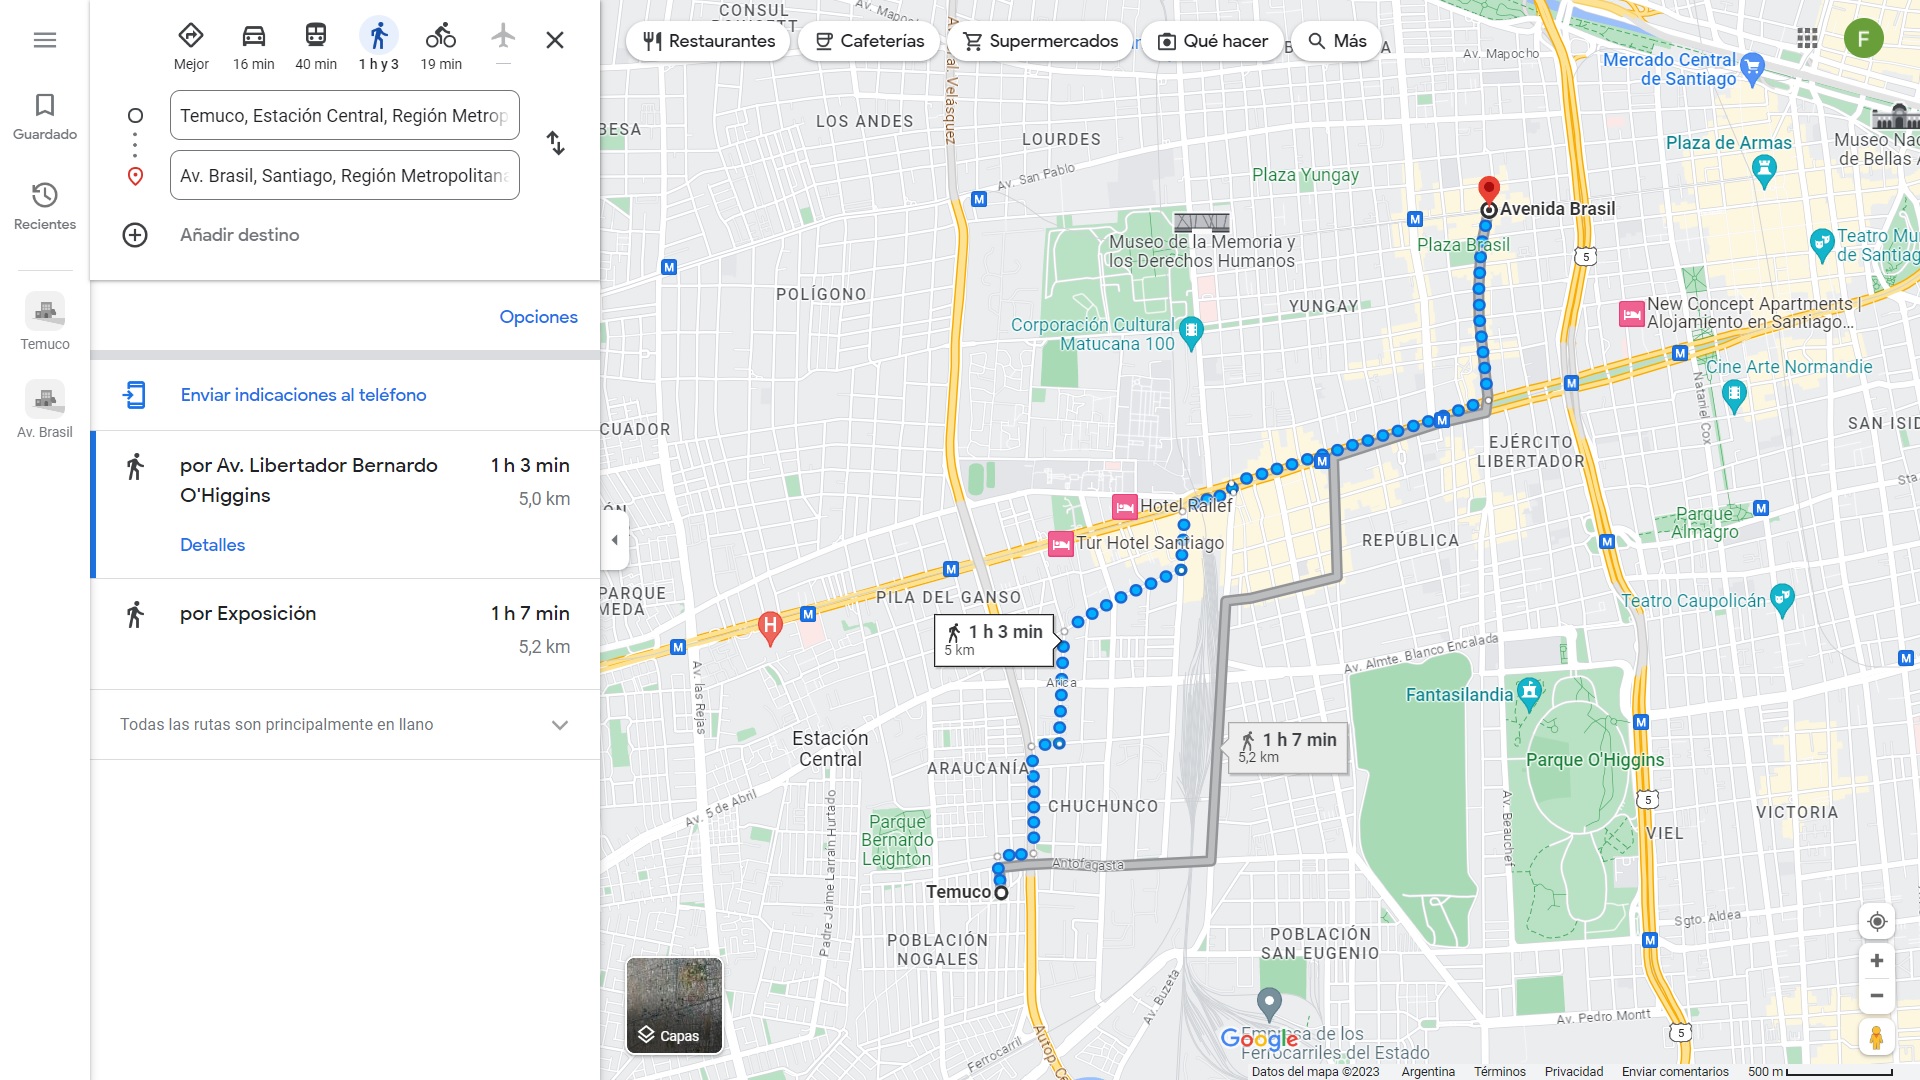 Mejor
16 min
40 min
1 h y 3
19 min
Guardado
Recientes
Temuco
Av. Brasil
Temuco, Estación Central, Región Metrop
Av. Brasil, Santiago, Región Metropolitana
Añadir destino
Opciones
Enviar indicaciones al teléfono
por Av. Libertador Bernardo
O'Higgins
1 h 3 min
5,0 km
Detalles
por Exposición
1 h 7 min
5,2 km
Todas las rutas son principalmente en llano
Restaurantes
Cafeterías
Supermercados
Qué hacer
Más
F
CONSUL
Av. Mapocho
Mercado Central
de Santiago
BESA
LOS ANDES
LOURDES
Av. San Pablo
Plaza Yungay
Plaza de Armas
Museo Nac
de Bellas A
Avenida Brasil
Plaza Brasil
Museo de la Memoria y
los Derechos Humanos
Teatro Mu
de Santiag
5
POLÍGONO
YUNGAY
Corporación Cultural
Matucana 100
New Concept Apartments |
Alojamiento en Santiago...
Cine Arte Normandie
Nataniel Cox
SAN ISID
CUADOR
EJÉRCITO
LIBERTADOR
Hotel Railef
Tur Hotel Santiago
REPÚBLICA
Parque
Almagro
PARQUE
MEDA
PILA DEL GANSO
H
Teatro Caupolicán
1 h 3 min
5 km
Av. Almte. Blanco Encalada
Arica
Av. las Rejas
Fantasilandia
Estación
Central
1 h 7 min
5,2 km
Parque O'Higgins
ARAUCANÍA
CHUCHUNCO
5
VICTORIA
Av. 5 de Abril
Parque
Bernardo
Leighton
Padre Jaime Larrain Hurtado
Av. Beauchef
VIEL
Antofagasta
Temuco
POBLACIÓN
NOGALES
POBLACIÓN
SAN EUGENIO
Sgto. Aldea
Av. Buzeta
Av. Pedro Montt
5
Capas
Ferrocarril
Autop. Ce
Google
Empresa de los
Ferrocarriles del Estado
Datos del mapa ©2023
Argentina
Términos
Privacidad
Enviar comentarios
500 m